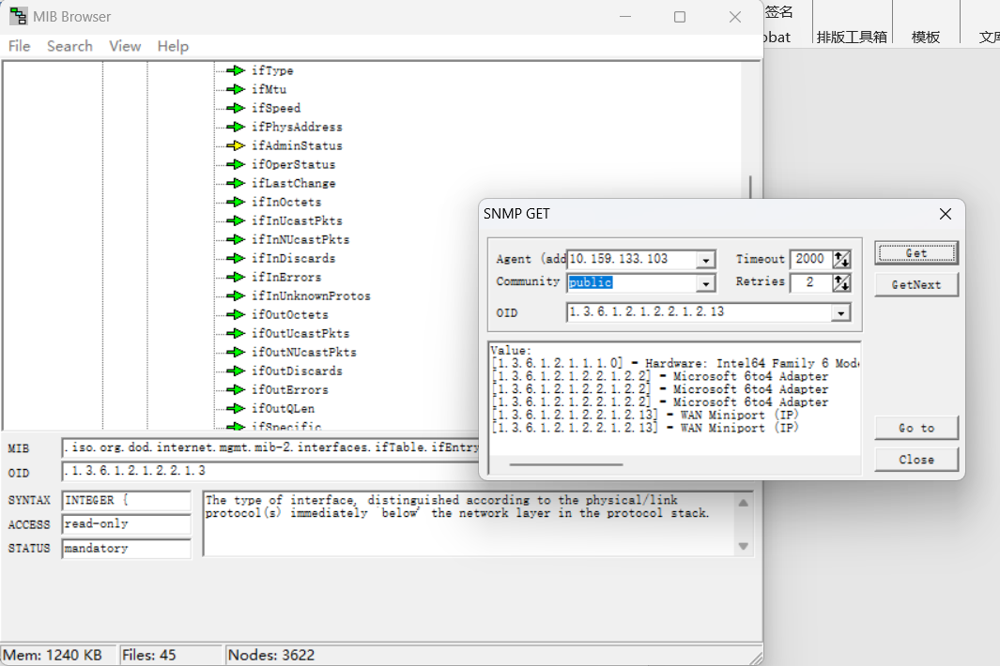 MIB Browser
签名
File Search View Help
obat 排版工具箱 模板
ifType
ifMtu
ifSpeed
ifPhysAddress
ifAdminStatus
ifOperStatus
ifLastChange
ifInOctets
ifInUcastPkts
ifInNUcastPkts
ifInDiscards
ifInErrors
ifInUnknownProtos
ifOutOctets
ifOutUcastPkts
ifOutNUcastPkts
ifOutDiscards
ifOutErrors
ifOutQLen
ifSpecific
MIB .iso.org.dod.internet.mgmt.mib-2.interfaces.ifTable.ifEntry
OID .1.3.6.1.2.1.2.2.1.3
SYNTAX INTEGER {
ACCESS read-only
STATUS mandatory
The type of interface, distinguished according to the physical/link
protocol(s) immediately `below' the network layer in the protocol stack.
Mem: 1240 KB Files: 45 Nodes: 3622
SNMP GET
Agent (add 10.159.133.103 Timeout 2000 Get
Community public Retries 2 GetNext
OID 1.3.6.1.2.1.2.2.1.2.13
Value:
[1.3.6.1.2.1.1.1.0] = Hardware: Intel64 Family 6 Mode
[1.3.6.1.2.1.2.2.1.2.2] = Microsoft 6to4 Adapter
[1.3.6.1.2.1.2.2.1.2.2] = Microsoft 6to4 Adapter
[1.3.6.1.2.1.2.2.1.2.2] = Microsoft 6to4 Adapter
[1.3.6.1.2.1.2.2.1.2.13] = WAN Miniport (IP)
[1.3.6.1.2.1.2.2.1.2.13] = WAN Miniport (IP)
Go to
Close